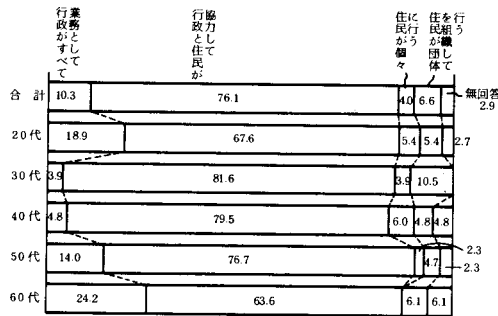 行政がすべて
業務として
行政と住民が
協力して
住民が個々
に行う
住民が団体
を組織して
行う
無回答
2.9
合計 10.3 76.1 4.0 6.6
20代 18.9 67.6 5.4 5.4 2.7
30代 3.9 81.6 3.9 10.5
40代 4.8 79.5 6.0 4.8 4.8
50代 14.0 76.7 2.3 4.7 2.3
60代 24.2 63.6 6.1 6.1